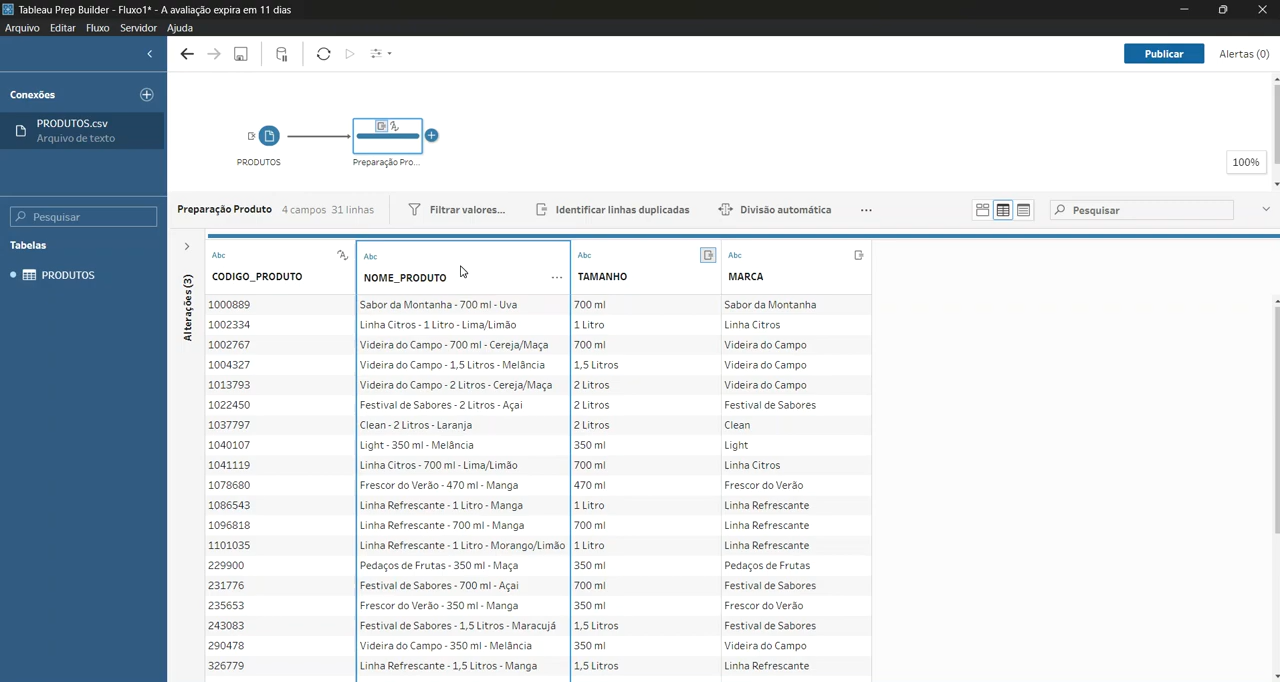 Tableau Prep Builder - Fluxo1* - A avaliação expira em 11 dias
Arquivo Editar Fluxo Servidor Ajuda
Publicar Alertas (0)
Conexões
PRODUTOS.csv
Arquivo de texto
PRODUTOS
Preparação Pro...
100%
Pesquisar
Tabelas
PRODUTOS
Preparação Produto 4 campos 31 linhas Filtrar valores... Identificar linhas duplicadas Divisão automática ... Pesquisar
Alterações (3)
Abc Abc Abc Abc
CODIGO_PRODUTO NOME_PRODUTO ... TAMANHO MARCA
1000889 Sabor da Montanha - 700 ml - Uva 700 ml Sabor da Montanha
1002334 Linha Citros - 1 Litro - Lima/Limão 1 Litro Linha Citros
1002767 Videira do Campo - 700 ml - Cereja/Maça 700 ml Videira do Campo
1004327 Videira do Campo - 1,5 Litros - Melância 1,5 Litros Videira do Campo
1013793 Videira do Campo - 2 Litros - Cereja/Maça 2 Litros Videira do Campo
1022450 Festival de Sabores - 2 Litros - Açai 2 Litros Festival de Sabores
1037797 Clean - 2 Litros - Laranja 2 Litros Clean
1040107 Light - 350 ml - Melância 350 ml Light
1041119 Linha Citros - 700 ml - Lima/Limão 700 ml Linha Citros
1078680 Frescor do Verão - 470 ml - Manga 470 ml Frescor do Verão
1086543 Linha Refrescante - 1 Litro - Manga 1 Litro Linha Refrescante
1096818 Linha Refrescante - 700 ml - Manga 700 ml Linha Refrescante
1101035 Linha Refrescante - 1 Litro - Morango/Limão 1 Litro Linha Refrescante
229900 Pedaços de Frutas - 350 ml - Maça 350 ml Pedaços de Frutas
231776 Festival de Sabores - 700 ml - Açai 700 ml Festival de Sabores
235653 Frescor do Verão - 350 ml - Manga 350 ml Frescor do Verão
243083 Festival de Sabores - 1,5 Litros - Maracujá 1,5 Litros Festival de Sabores
290478 Videira do Campo - 350 ml - Melância 350 ml Videira do Campo
326779 Linha Refrescante - 1,5 Litros - Manga 1,5 Litros Linha Refrescante